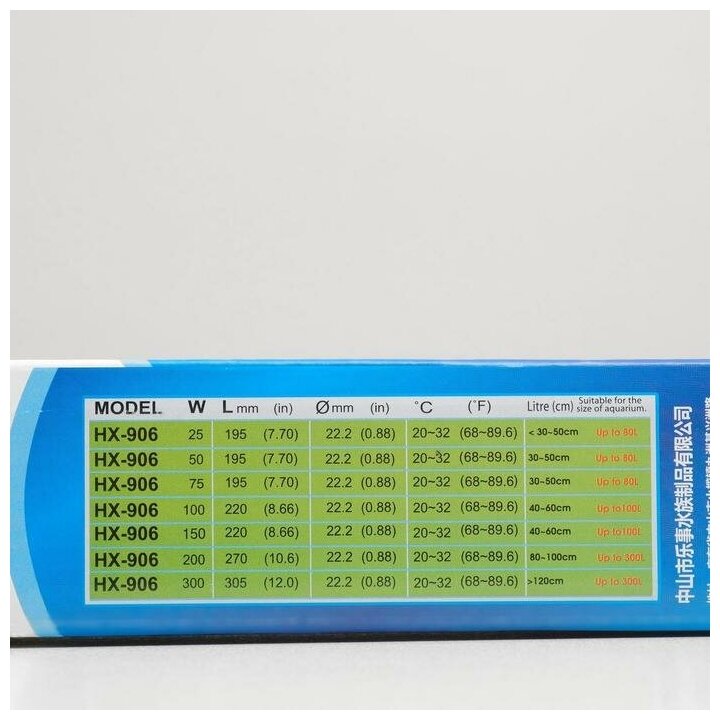 MODEL W L mm (in) Ømm (in) °C (°F) Litre (cm) Suitable for the size of aquarium.
HX-906 25 195 (7.70) 22.2 (0.88) 20~32 (68~89.6) < 30~50cm Up to 80L
HX-906 50 195 (7.70) 22.2 (0.88) 20~32 (68~89.6) 30~50cm Up to 80L
HX-906 75 195 (7.70) 22.2 (0.88) 20~32 (68~89.6) 30~50cm Up to 80L
HX-906 100 220 (8.66) 22.2 (0.88) 20~32 (68~89.6) 40~60cm Up to100L
HX-906 150 220 (8.66) 22.2 (0.88) 20~32 (68~89.6) 40~60cm Up to100L
HX-906 200 270 (10.6) 22.2 (0.88) 20~32 (68~89.6) 80~100cm Up to 300L
HX-906 300 305 (12.0) 22.2 (0.88) 20~32 (68~89.6) >120cm Up to 300L
中山市乐事水族制品有限公司